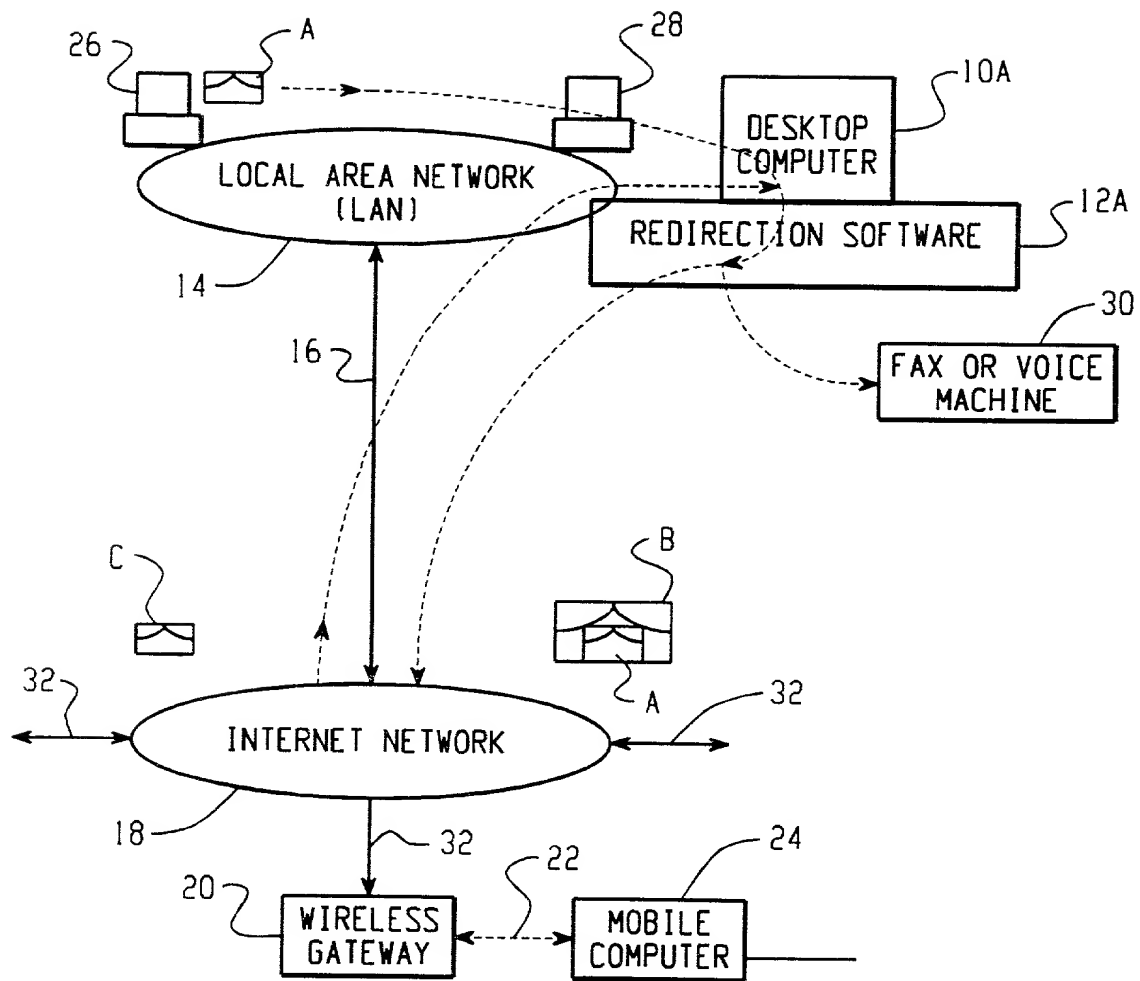 26
A
28
10A
DESKTOP
COMPUTER
LOCAL AREA NETWORK
(LAN)
12A
REDIRECTION SOFTWARE
14
30
16
FAX OR VOICE
MACHINE
C
B
A
32
32
INTERNET NETWORK
18
32
24
22
20
WIRELESS
GATEWAY
MOBILE
COMPUTER